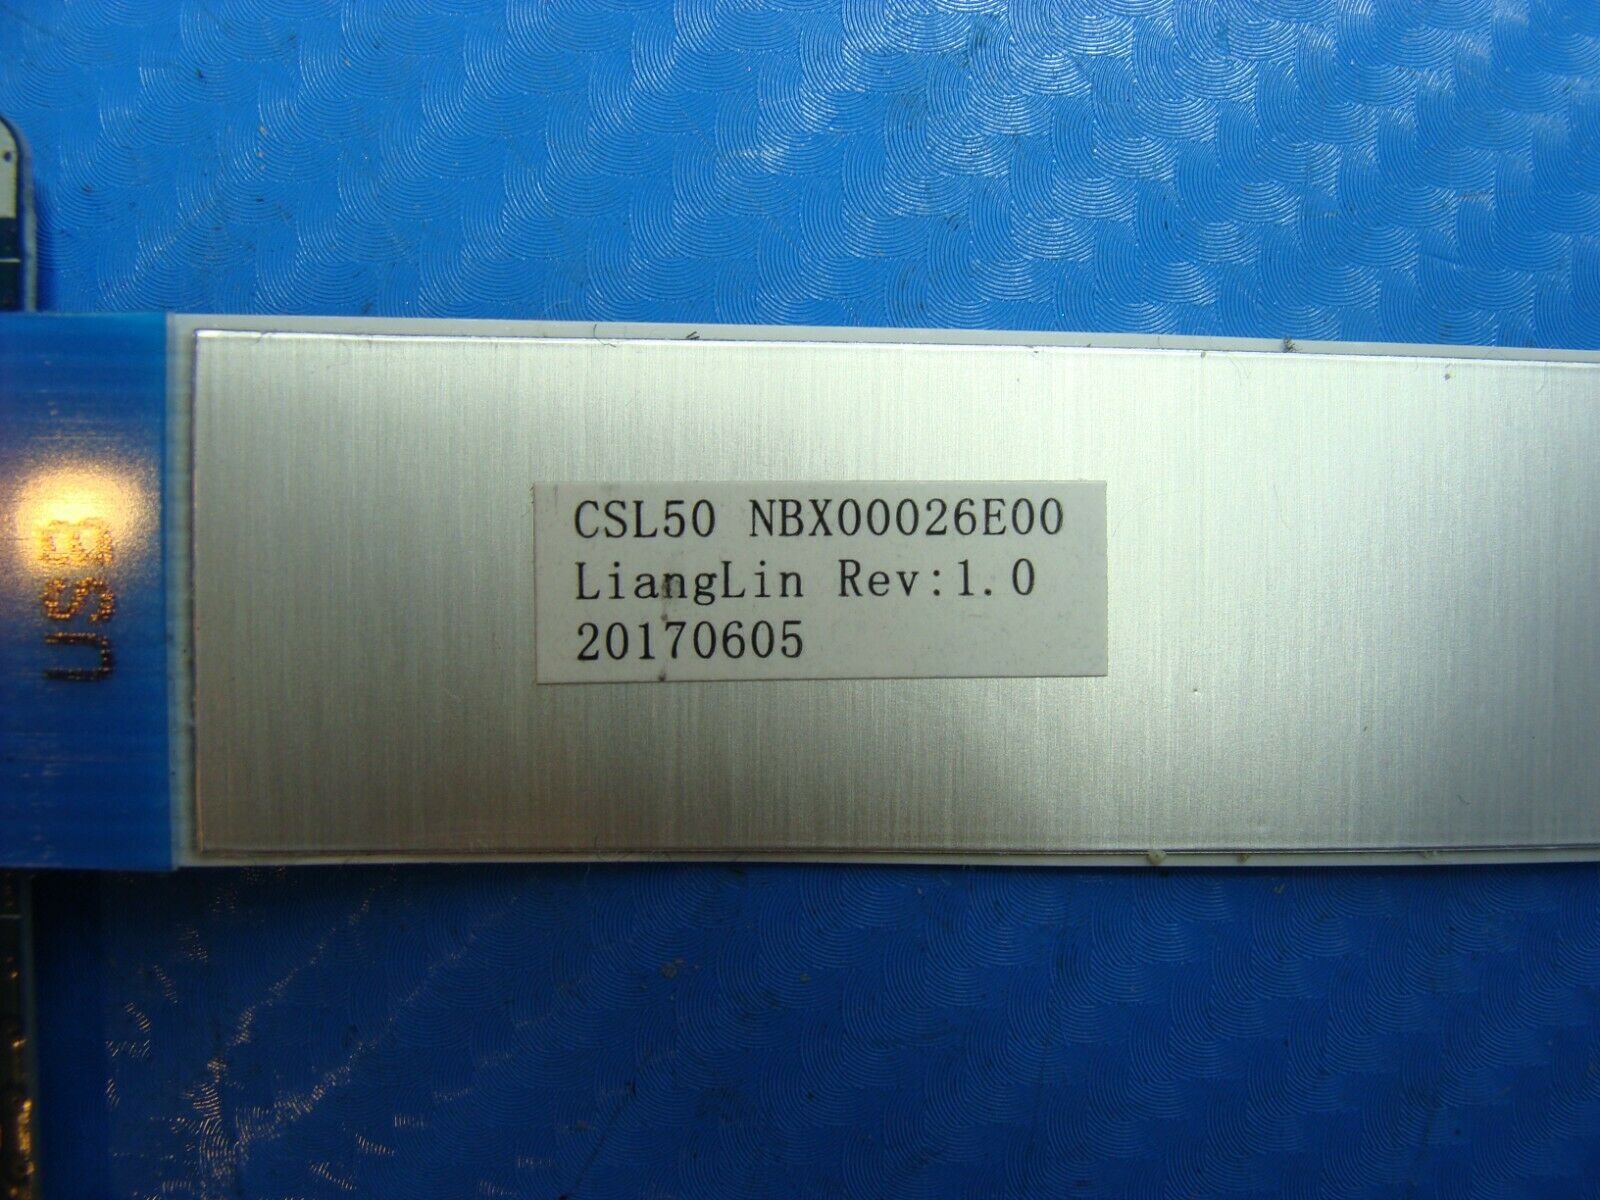 CSL50 NBX00026E00
LiangLin Rev:1.0
20170605
USB